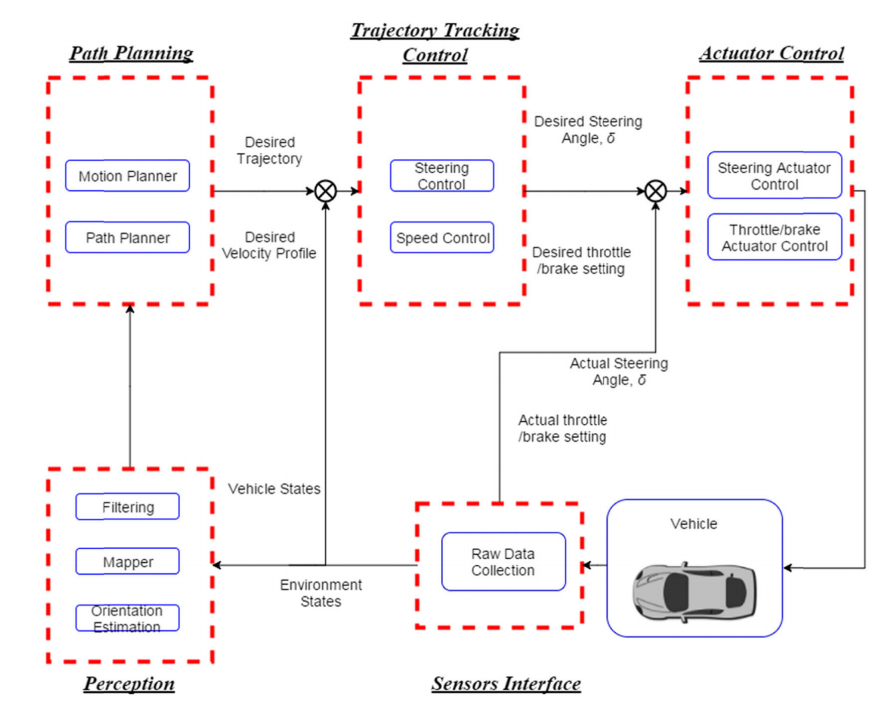 Path Planning
Trajectory Tracking
Control
Actuator Control
Motion Planner
Path Planner
Desired
Trajectory
Desired
Velocity Profile
Steering
Control
Speed Control
Desired Steering
Angle, δ
Desired throttle
/brake setting
Steering Actuator
Control
Throttle/brake
Actuator Control
Actual Steering
Angle, δ
Actual throttle
/brake setting
Vehicle States
Environment
States
Filtering
Mapper
Orientation
Estimation
Raw Data
Collection
Vehicle
Perception
Sensors Interface